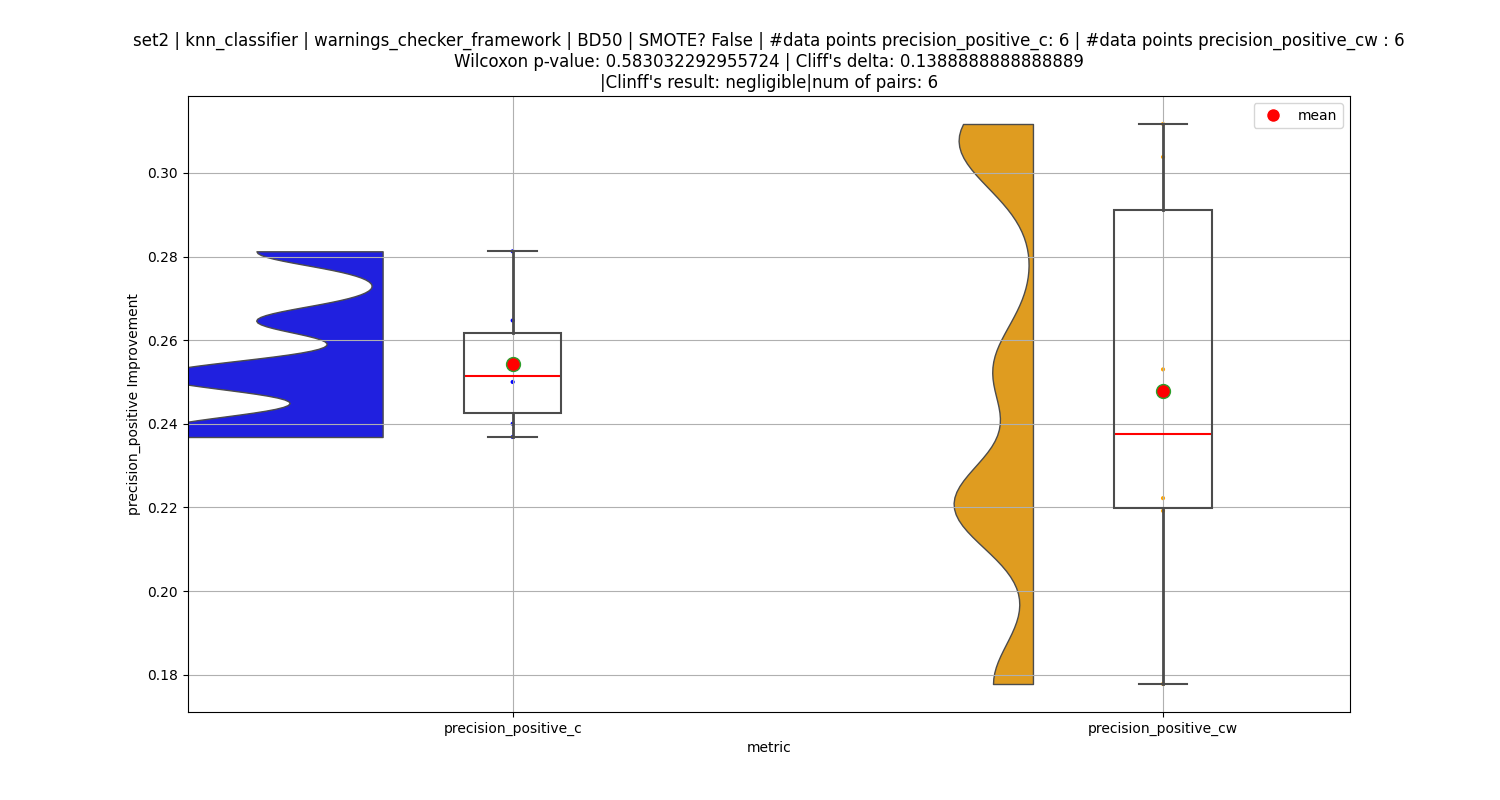 set2 | knn_classifier | warnings_checker_framework | BD50 | SMOTE? False | #data points precision_positive_c: 6 | #data points precision_positive_cw : 6
Wilcoxon p-value: 0.583032292955724 | Cliff's delta: 0.1388888888888889
|Clinff's result: negligible|num of pairs: 6
mean
0.30
0.28
0.26
0.24
0.22
0.20
0.18
precision_positive Improvement
precision_positive_c
precision_positive_cw
metric